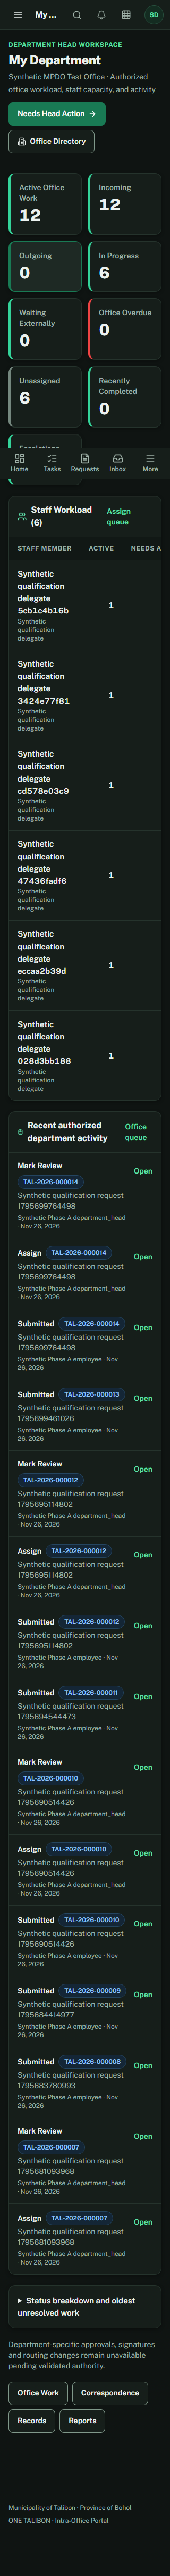 My ...
SD
DEPARTMENT HEAD WORKSPACE
My Department
Synthetic MPDO Test Office · Authorized
office workload, staff capacity, and activity
Needs Head Action →
Office Directory
Active Office
Work
12
Incoming
12
Outgoing
0
In Progress
6
Waiting
Externally
0
Office Overdue
0
Unassigned
6
Recently
Completed
0
Home
Tasks
Requests
Inbox
More
Staff Workload
(6)
Assign
queue
STAFF MEMBER
ACTIVE
NEEDS A
Synthetic
qualification
delegate
5cb1c4b16b
Synthetic
qualification
delegate
1
Synthetic
qualification
delegate
3424e77f81
Synthetic
qualification
delegate
1
Synthetic
qualification
delegate
cd578e03c9
Synthetic
qualification
delegate
1
Synthetic
qualification
delegate
47436fadf6
Synthetic
qualification
delegate
1
Synthetic
qualification
delegate
eccaa2b39d
Synthetic
qualification
delegate
1
Synthetic
qualification
delegate
028d3bb188
Synthetic
qualification
delegate
1
Recent authorized
department activity
Office
queue
Mark Review
TAL-2026-000014
Synthetic qualification request
1795699764498
Synthetic Phase A department_head
· Nov 26, 2026
Open
Assign TAL-2026-000014
Synthetic qualification request
1795699764498
Synthetic Phase A department_head
· Nov 26, 2026
Open
Submitted TAL-2026-000014
Synthetic qualification request
1795699764498
Synthetic Phase A employee · Nov
26, 2026
Open
Submitted TAL-2026-000013
Synthetic qualification request
1795699461026
Synthetic Phase A employee · Nov
26, 2026
Open
Mark Review
TAL-2026-000012
Synthetic qualification request
1795695114802
Synthetic Phase A department_head
· Nov 26, 2026
Open
Assign TAL-2026-000012
Synthetic qualification request
1795695114802
Synthetic Phase A department_head
· Nov 26, 2026
Open
Submitted TAL-2026-000012
Synthetic qualification request
1795695114802
Synthetic Phase A employee · Nov
26, 2026
Open
Submitted TAL-2026-000011
Synthetic qualification request
1795694544473
Synthetic Phase A employee · Nov
26, 2026
Open
Mark Review
TAL-2026-000010
Synthetic qualification request
1795690514426
Synthetic Phase A department_head
· Nov 26, 2026
Open
Assign TAL-2026-000010
Synthetic qualification request
1795690514426
Synthetic Phase A department_head
· Nov 26, 2026
Open
Submitted TAL-2026-000010
Synthetic qualification request
1795690514426
Synthetic Phase A employee · Nov
26, 2026
Open
Submitted TAL-2026-000009
Synthetic qualification request
1795684414977
Synthetic Phase A employee · Nov
26, 2026
Open
Submitted TAL-2026-000008
Synthetic qualification request
1795683780993
Synthetic Phase A employee · Nov
26, 2026
Open
Mark Review
TAL-2026-000007
Synthetic qualification request
1795681093968
Synthetic Phase A department_head
· Nov 26, 2026
Open
Assign TAL-2026-000007
Synthetic qualification request
1795681093968
Synthetic Phase A department_head
· Nov 26, 2026
Open
Status breakdown and oldest
unresolved work
Department-specific approvals, signatures
and routing changes remain unavailable
pending validated authority.
Office Work
Correspondence
Records
Reports
Municipality of Talibon · Province of Bohol
ONE TALIBON · Intra-Office Portal